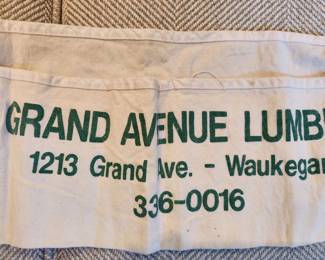 GRAND AVENUE LUMB
1213 Grand Ave. - Waukegan
336-0016